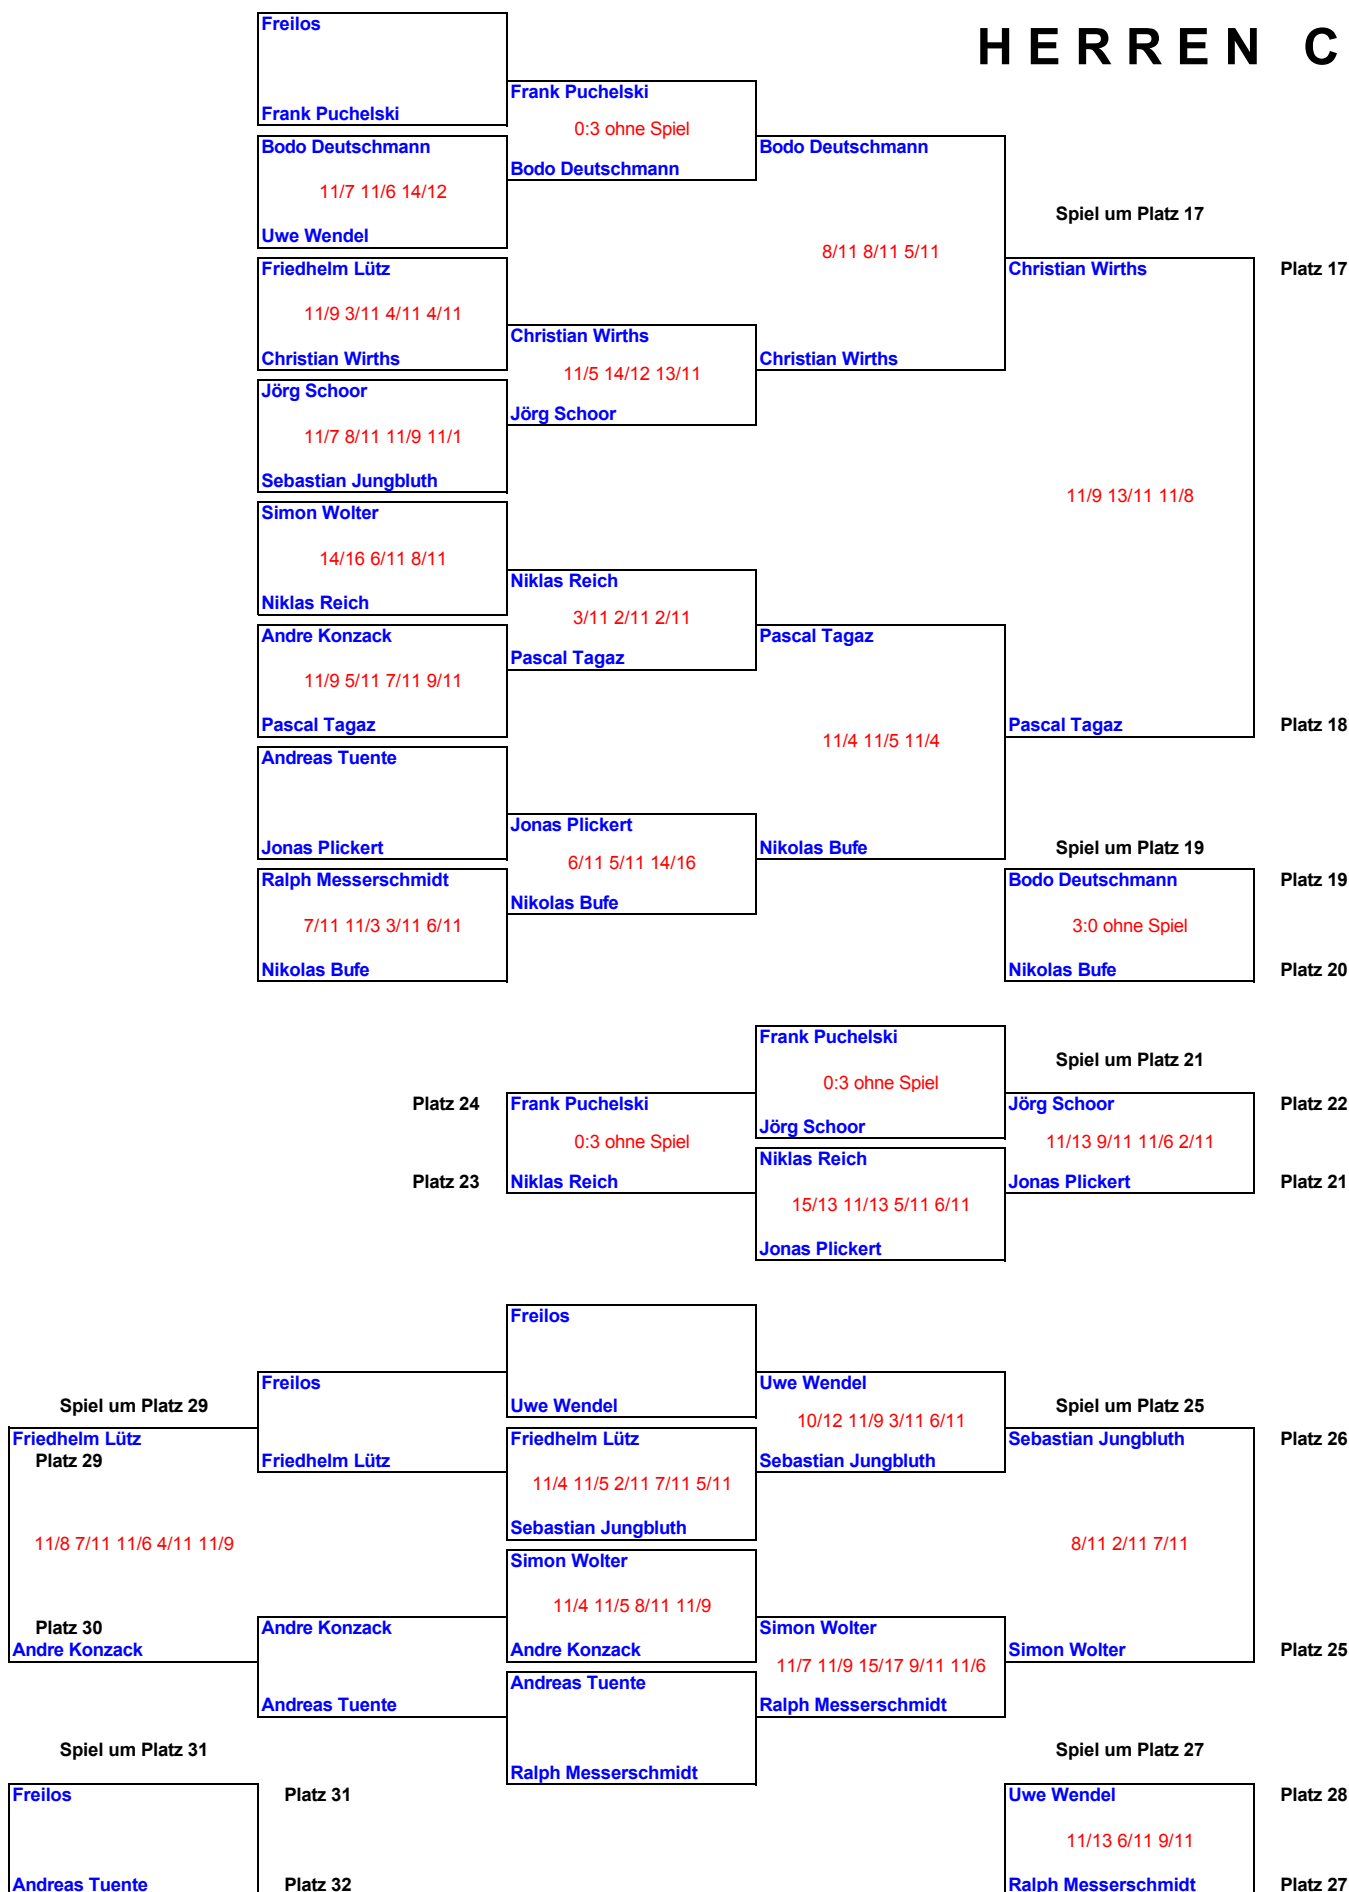 Freilos
HERREN C
Frank Puchelski
Frank Puchelski
0:3 ohne Spiel
Bodo Deutschmann
Bodo Deutschmann
Bodo Deutschmann
11/7 11/6 14/12
Spiel um Platz 17
Uwe Wendel
8/11 8/11 5/11
Friedhelm Lütz
Christian Wirths
Platz 17
11/9 3/11 4/11 4/11
Christian Wirths
Christian Wirths
Christian Wirths
11/5 14/12 13/11
Jörg Schoor
Jörg Schoor
11/7 8/11 11/9 11/1
Sebastian Jungbluth
11/9 13/11 11/8
Simon Wolter
14/16 6/11 8/11
Niklas Reich
Niklas Reich
3/11 2/11 2/11
Andre Konzack
Pascal Tagaz
Pascal Tagaz
11/9 5/11 7/11 9/11
Pascal Tagaz
Pascal Tagaz
Platz 18
11/4 11/5 11/4
Andreas Tuente
Jonas Plickert
Jonas Plickert
Nikolas Bufe
Spiel um Platz 19
6/11 5/11 14/16
Ralph Messerschmidt
Bodo Deutschmann
Platz 19
Nikolas Bufe
7/11 11/3 3/11 6/11
3:0 ohne Spiel
Nikolas Bufe
Nikolas Bufe
Platz 20
Frank Puchelski
Spiel um Platz 21
0:3 ohne Spiel
Platz 24
Frank Puchelski
Jörg Schoor
Platz 22
Jörg Schoor
0:3 ohne Spiel
11/13 9/11 11/6 2/11
Niklas Reich
Platz 23
Niklas Reich
Jonas Plickert
Platz 21
15/13 11/13 5/11 6/11
Jonas Plickert
Freilos
Freilos
Uwe Wendel
Spiel um Platz 29
Uwe Wendel
Spiel um Platz 25
10/12 11/9 3/11 6/11
Friedhelm Lütz
Friedhelm Lütz
Sebastian Jungbluth
Platz 26
Platz 29
Friedhelm Lütz
Sebastian Jungbluth
11/4 11/5 2/11 7/11 5/11
Sebastian Jungbluth
11/8 7/11 11/6 4/11 11/9
8/11 2/11 7/11
Simon Wolter
11/4 11/5 8/11 11/9
Platz 30
Andre Konzack
Simon Wolter
Andre Konzack
Andre Konzack
Simon Wolter
Platz 25
11/7 11/9 15/17 9/11 11/6
Andreas Tuente
Andreas Tuente
Ralph Messerschmidt
Spiel um Platz 31
Spiel um Platz 27
Ralph Messerschmidt
Freilos
Platz 31
Uwe Wendel
Platz 28
11/13 6/11 9/11
Andreas Tuente
Platz 32
Ralph Messerschmidt
Platz 27